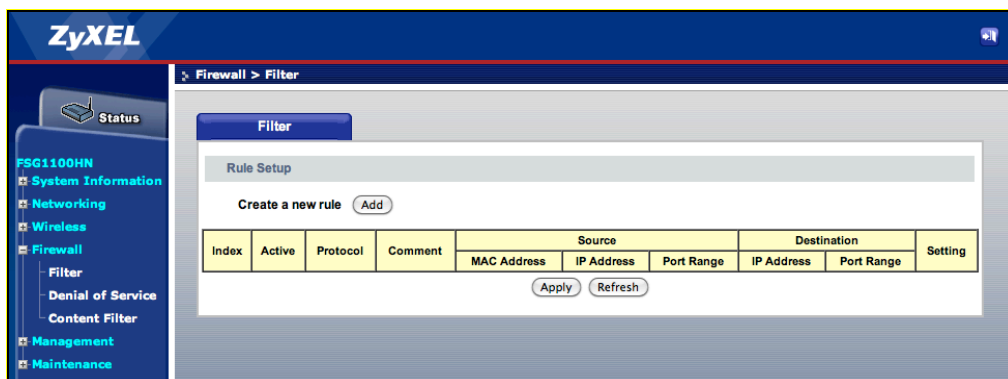 ZyXEL
Firewall > Filter
Status
Filter
FSG1100HN
System Information
Networking
Wireless
Firewall
Filter
Denial of Service
Content Filter
Management
Maintenance
Rule Setup
Create a new rule Add
Index Active Protocol Comment Source Destination Setting
MAC Address IP Address Port Range IP Address Port Range
Apply Refresh